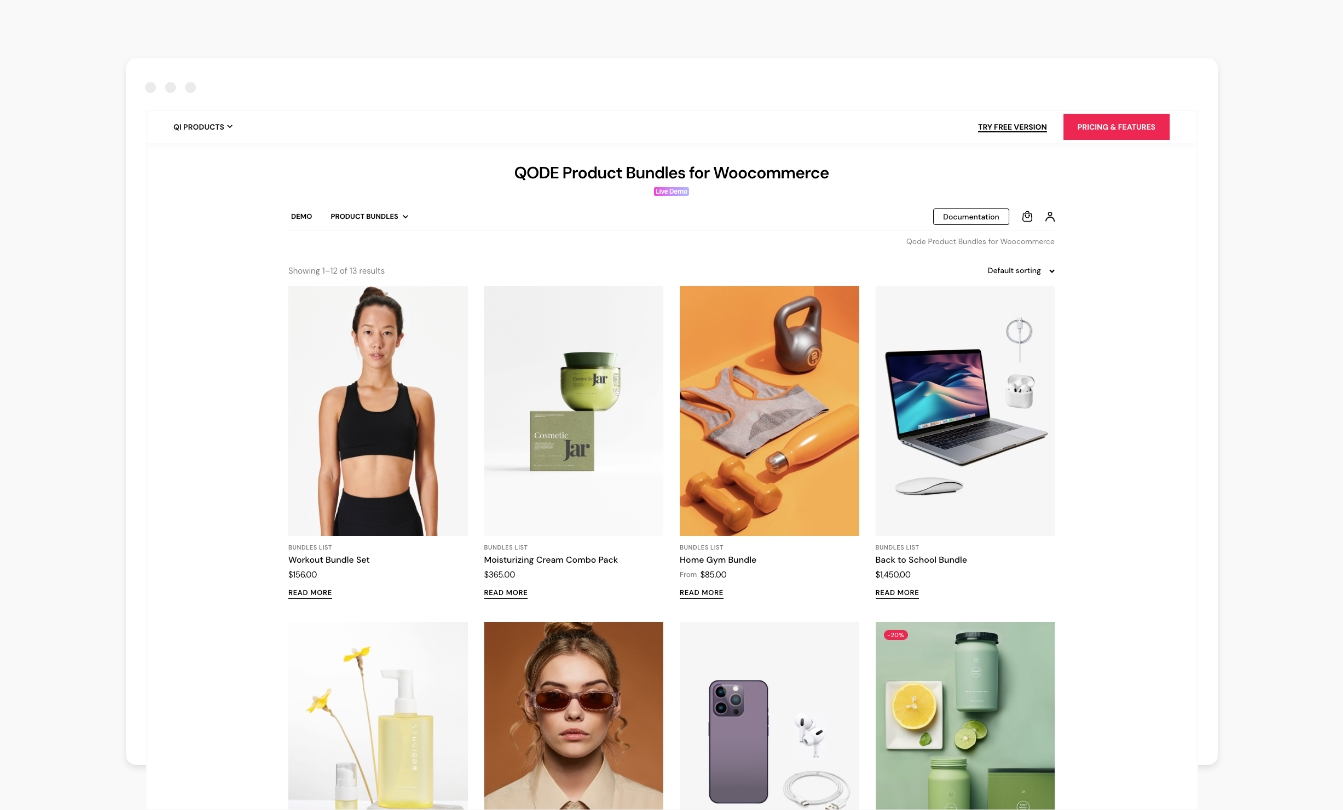 QI PRODUCTS
TRY FREE VERSION
PRICING & FEATURES
QODE Product Bundles for Woocommerce
Live Demo
DEMO
PRODUCT BUNDLES
Documentation
Qode Product Bundles for Woocommerce
Showing 1–12 of 13 results
Default sorting
Jar
Cosmetic
Jar
BUNDLES LIST
Workout Bundle Set
$156.00
READ MORE
BUNDLES LIST
Moisturizing Cream Combo Pack
$365.00
READ MORE
BUNDLES LIST
Home Gym Bundle
From $85.00
READ MORE
BUNDLES LIST
Back to School Bundle
$1,450.00
READ MORE
-20%